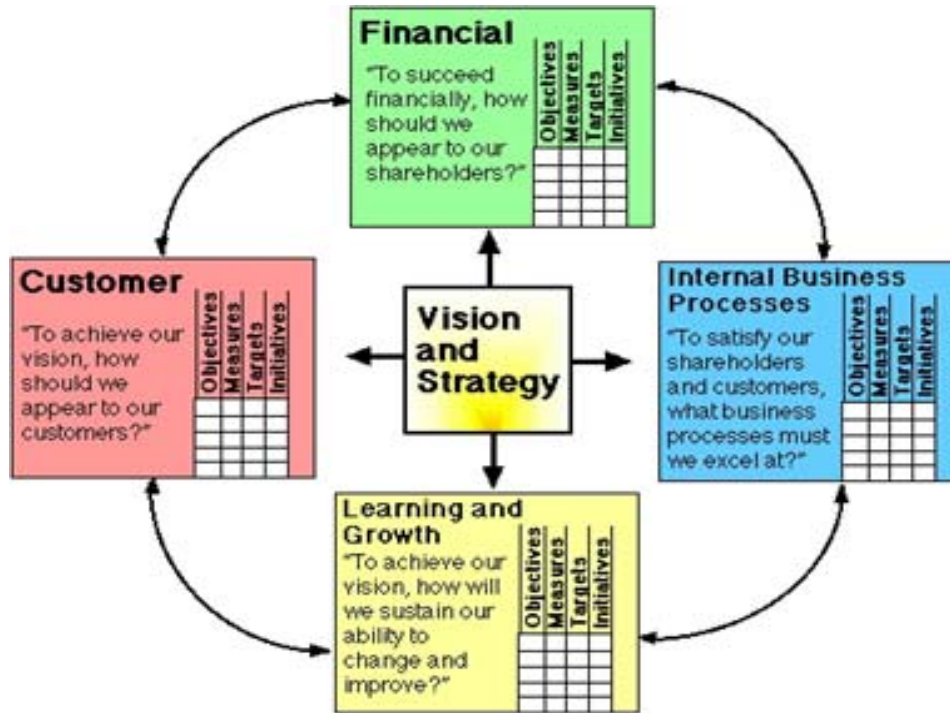 Financial
"To succeed
financially, how
should we
appear to our
shareholders?"
Objectives
Measures
Targets
Initiatives
Customer
"To achieve our
vision, how
should we
appear to our
customers?"
Objectives
Measures
Targets
Initiatives
Vision
and
Strategy
Internal Business
Processes
"To satisfy our
shareholders
and customers,
what business
processes must
we excel at?"
Objectives
Measures
Targets
Initiatives
Learning and
Growth
"To achieve our
vision, how will
we sustain our
ability to
change and
improve?"
Objectives
Measures
Targets
Initiatives